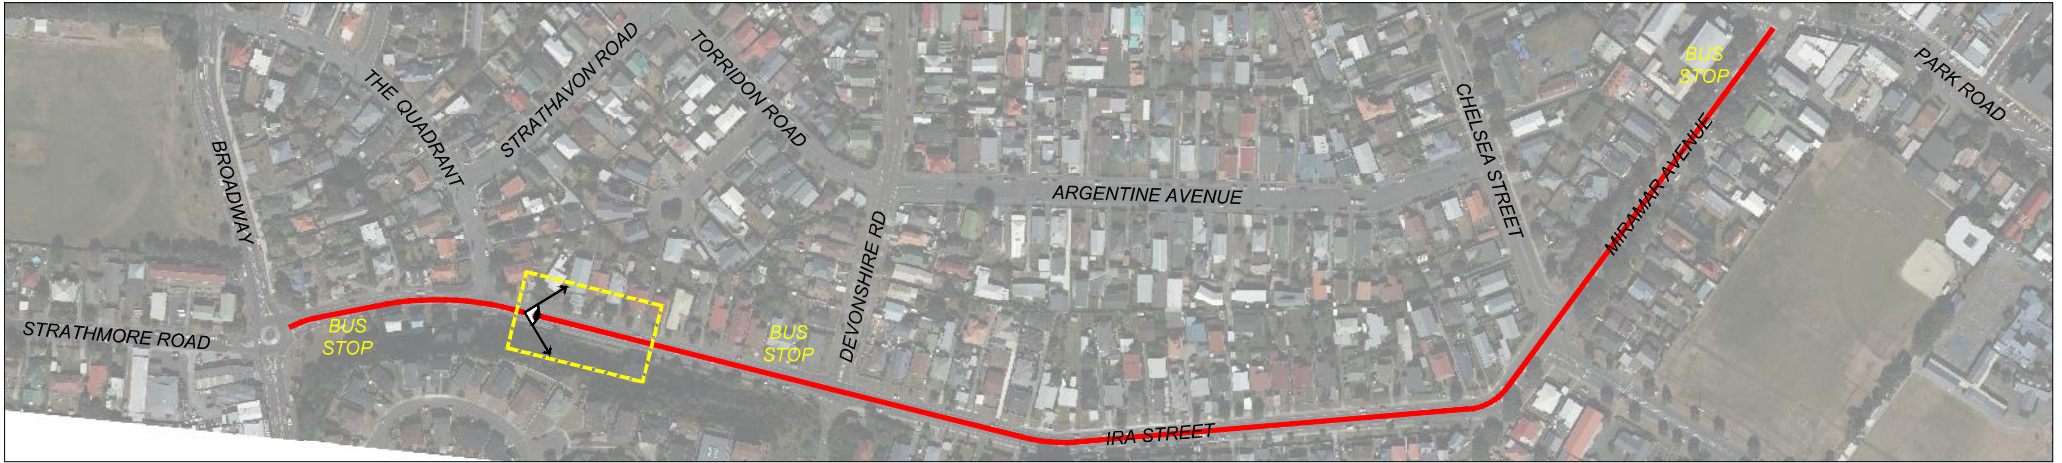 THE QUADRANT
STRATHAVON ROAD
TORRIDON ROAD
BUS
STOP
PARK ROAD
BROADWAY
CHELSEA STREET
MIRAMAR AVENUE
ARGENTINE AVENUE
DEVONSHIRE RD
STRATHMORE ROAD
BUS
STOP
BUS
STOP
IRA STREET